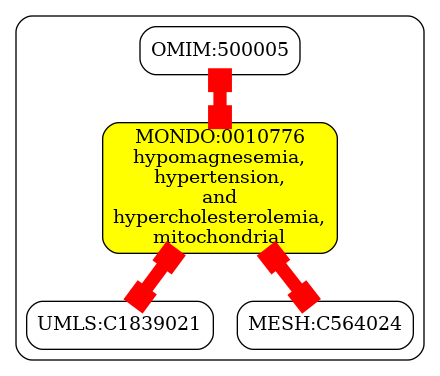 OMIM:500005
MONDO:0010776
hypomagnesemia,
hypertension,
and
hypercholesterolemia,
mitochondrial
UMLS:C1839021
MESH:C564024